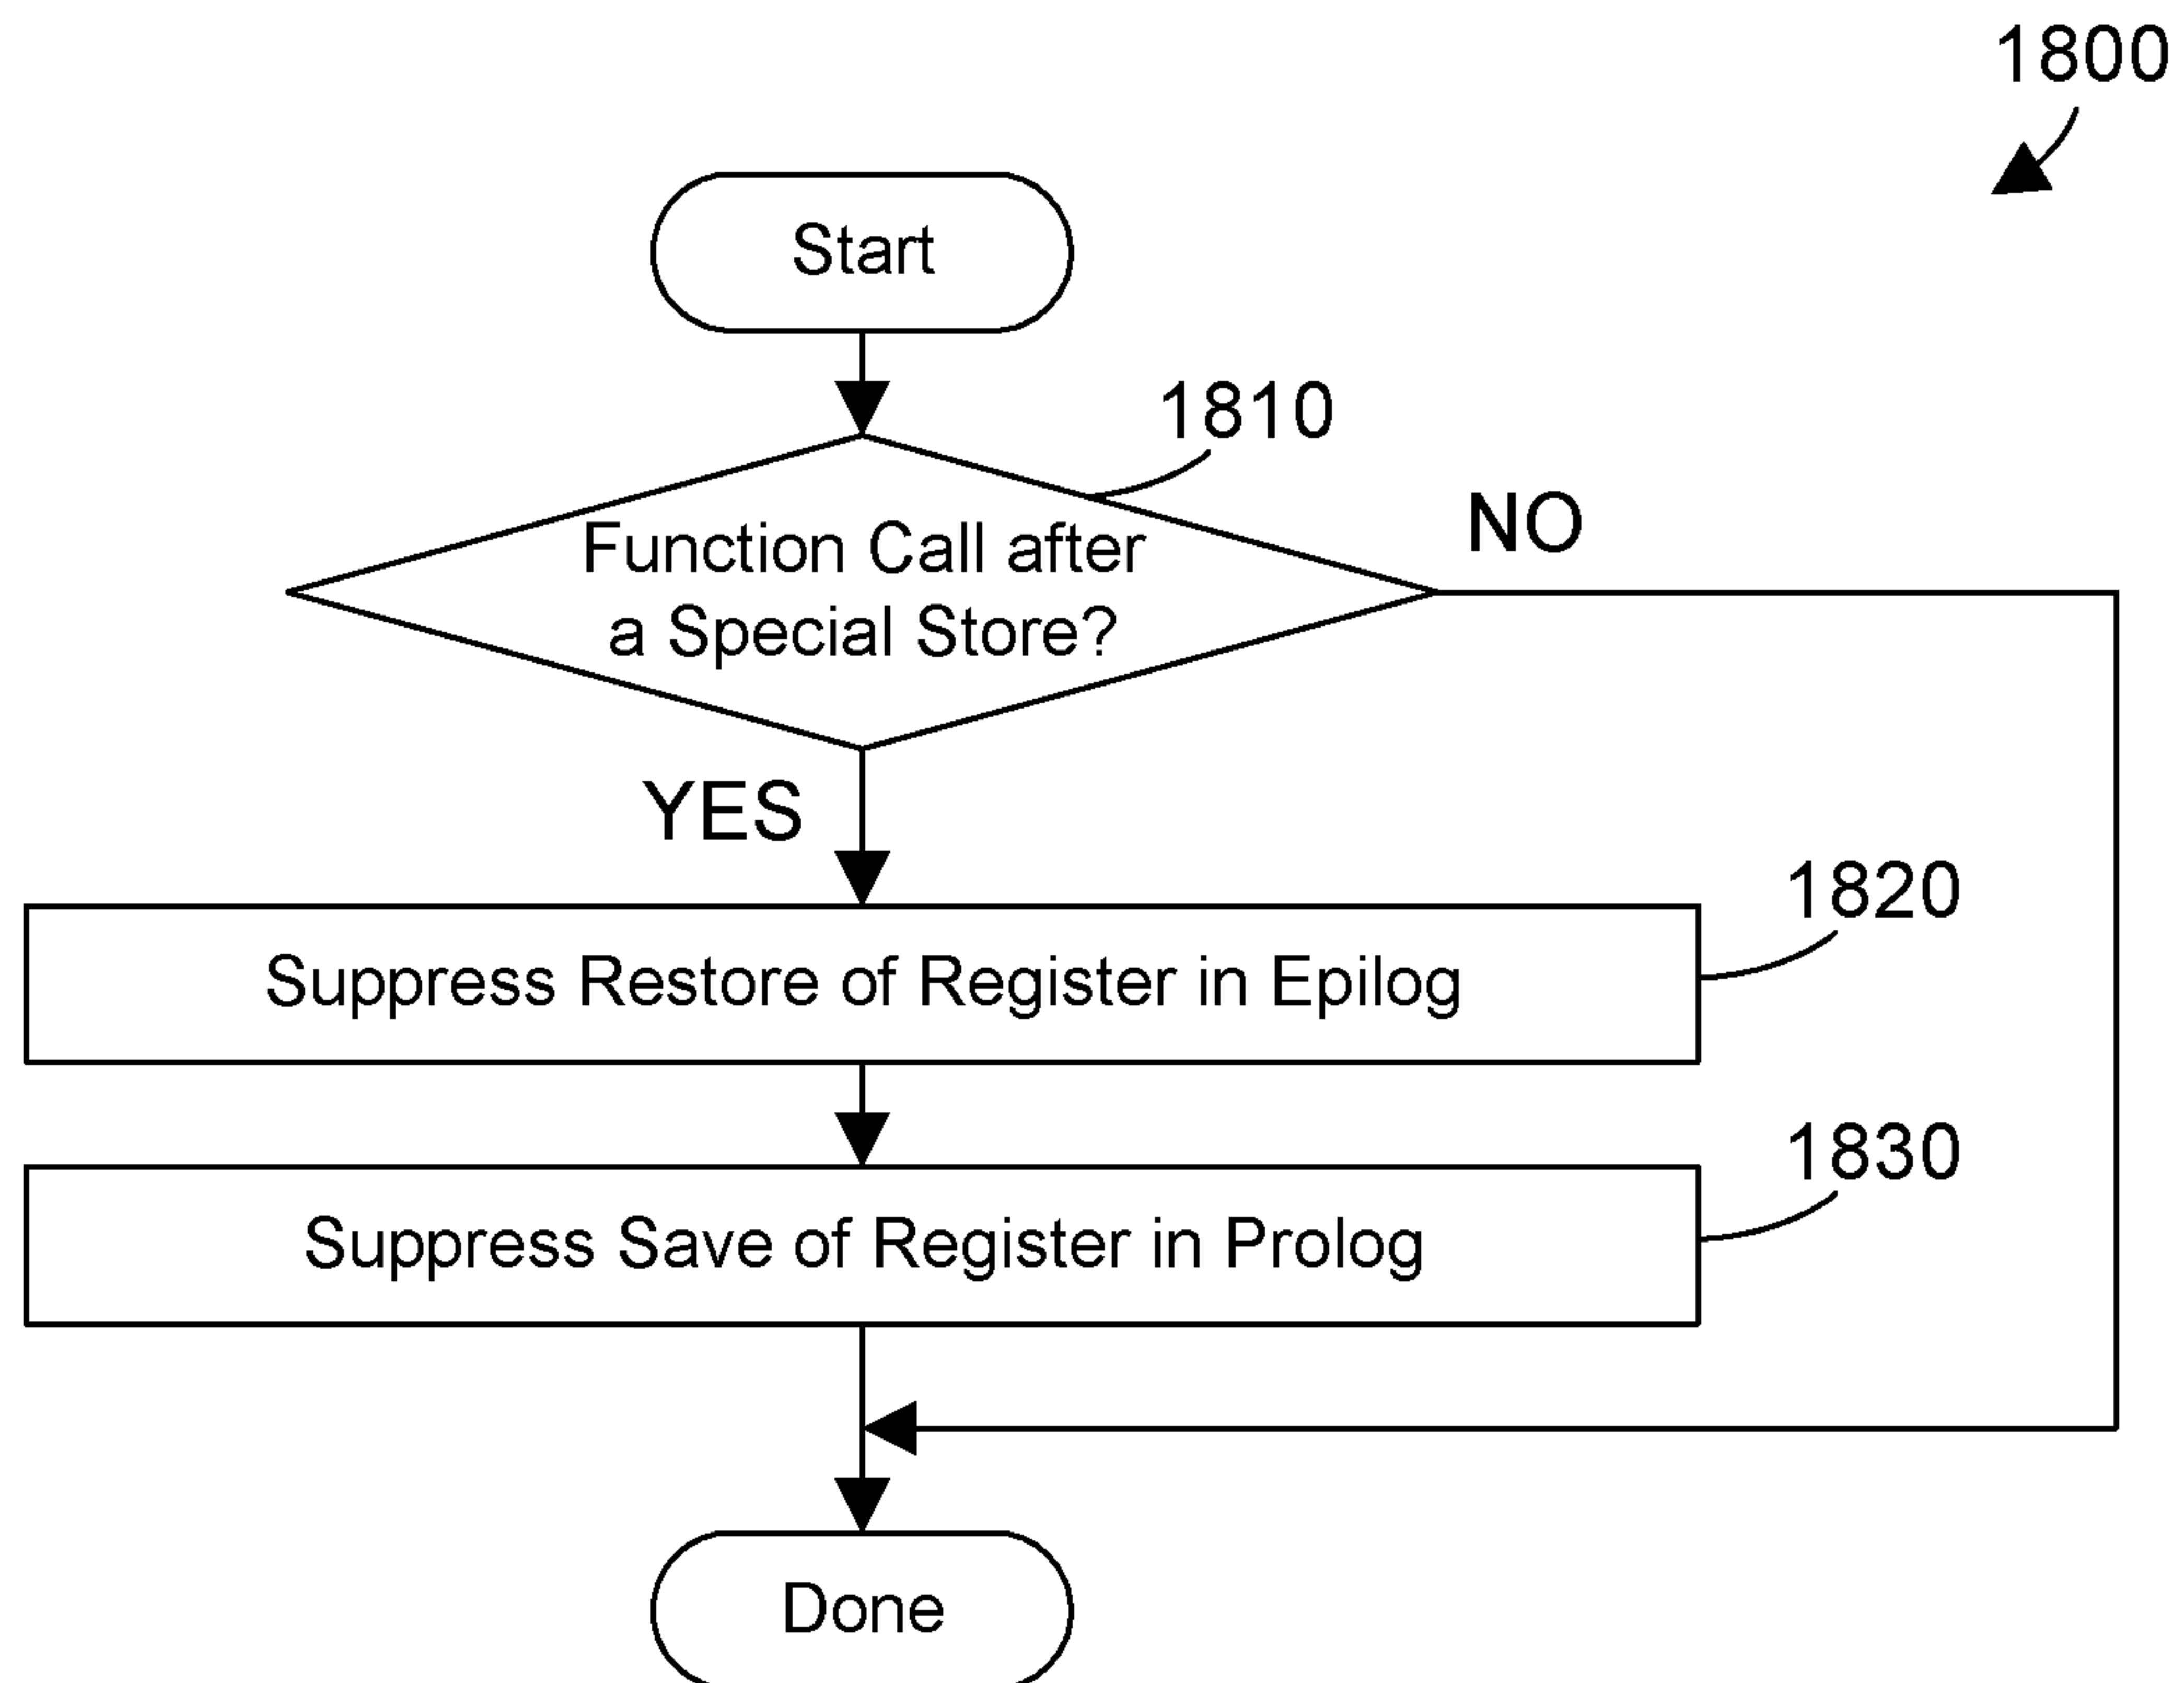 1800
Start
1810
Function Call after
a Special Store?
NO
YES
1820
Suppress Restore of Register in Epilog
1830
Suppress Save of Register in Prolog
Done